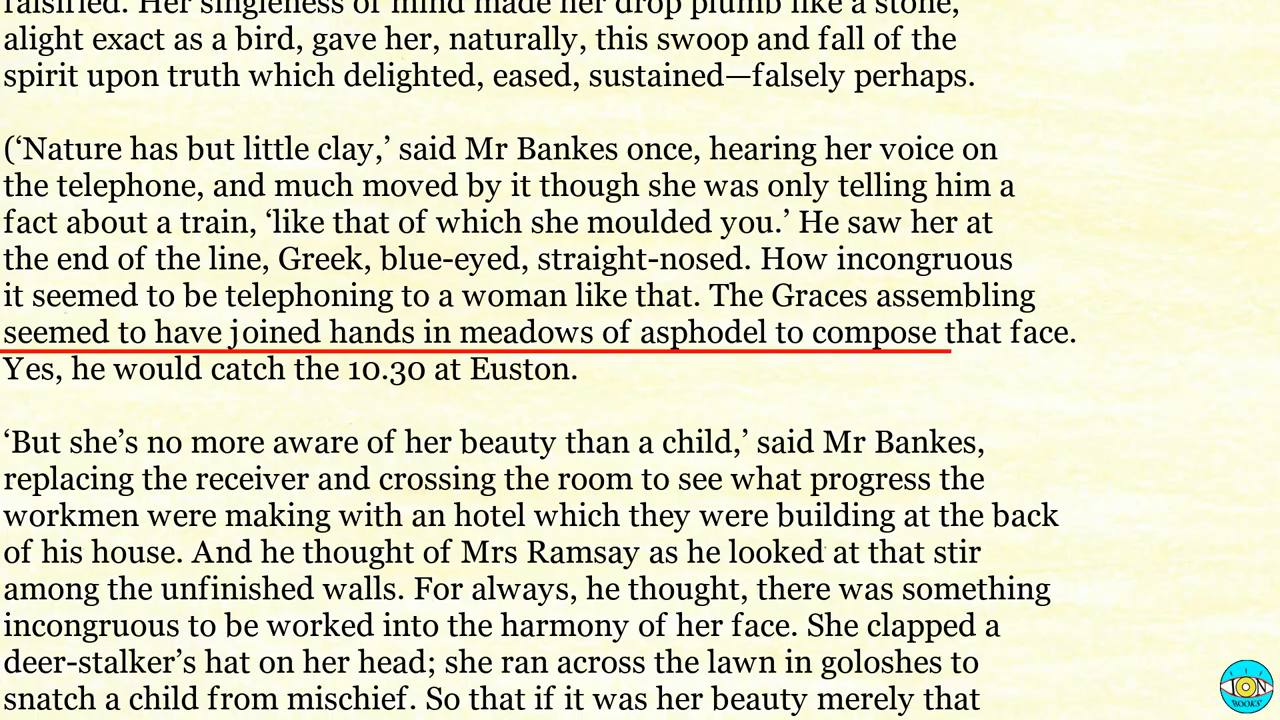 falsified. Her singleness of mind made her drop plumb like a stone,
alight exact as a bird, gave her, naturally, this swoop and fall of the
spirit upon truth which delighted, eased, sustained—falsely perhaps.
(‘Nature has but little clay,’ said Mr Bankes once, hearing her voice on
the telephone, and much moved by it though she was only telling him a
fact about a train, ‘like that of which she moulded you.’ He saw her at
the end of the line, Greek, blue-eyed, straight-nosed. How incongruous
it seemed to be telephoning to a woman like that. The Graces assembling
seemed to have joined hands in meadows of asphodel to compose that face.
Yes, he would catch the 10.30 at Euston.
‘But she’s no more aware of her beauty than a child,’ said Mr Bankes,
replacing the receiver and crossing the room to see what progress the
workmen were making with an hotel which they were building at the back
of his house. And he thought of Mrs Ramsay as he looked at that stir
among the unfinished walls. For always, he thought, there was something
incongruous to be worked into the harmony of her face. She clapped a
deer-stalker’s hat on her head; she ran across the lawn in goloshes to
snatch a child from mischief. So that if it was her beauty merely that
ION
BOOKS